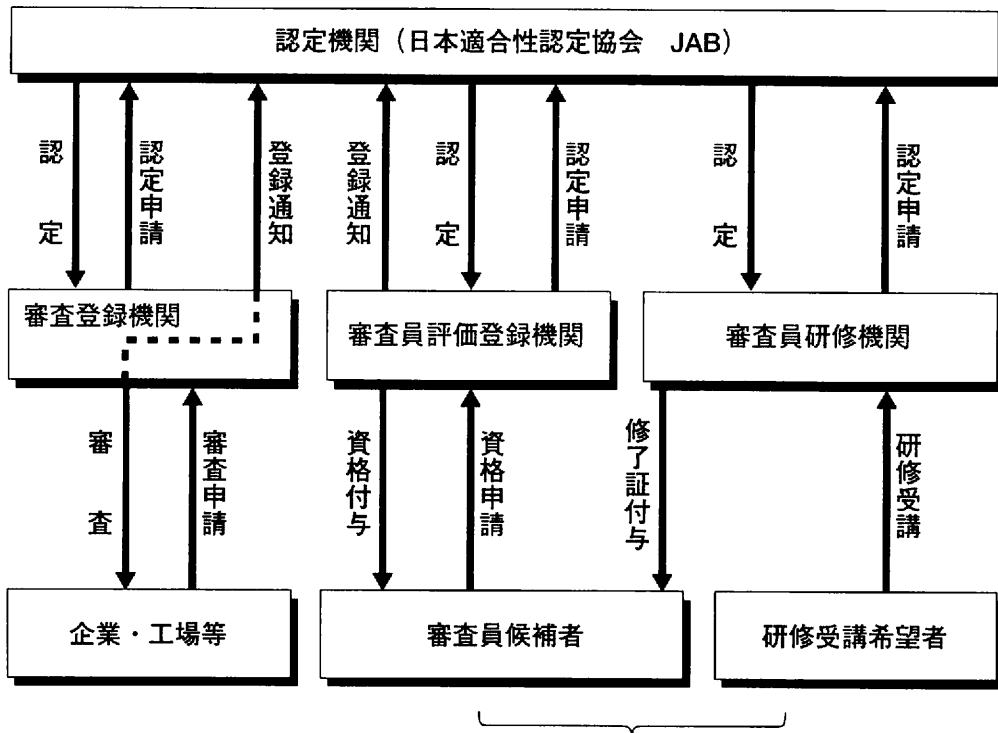 認定機関（日本適合性認定協会　JAB）
認定
認定申請
登録通知
登録通知
認定
認定申請
認定
認定申請
審査登録機関
審査員評価登録機関
審査員研修機関
審査
審査申請
資格付与
資格申請
修了証付与
研修受講
企業・工場等
審査員候補者
研修受講希望者